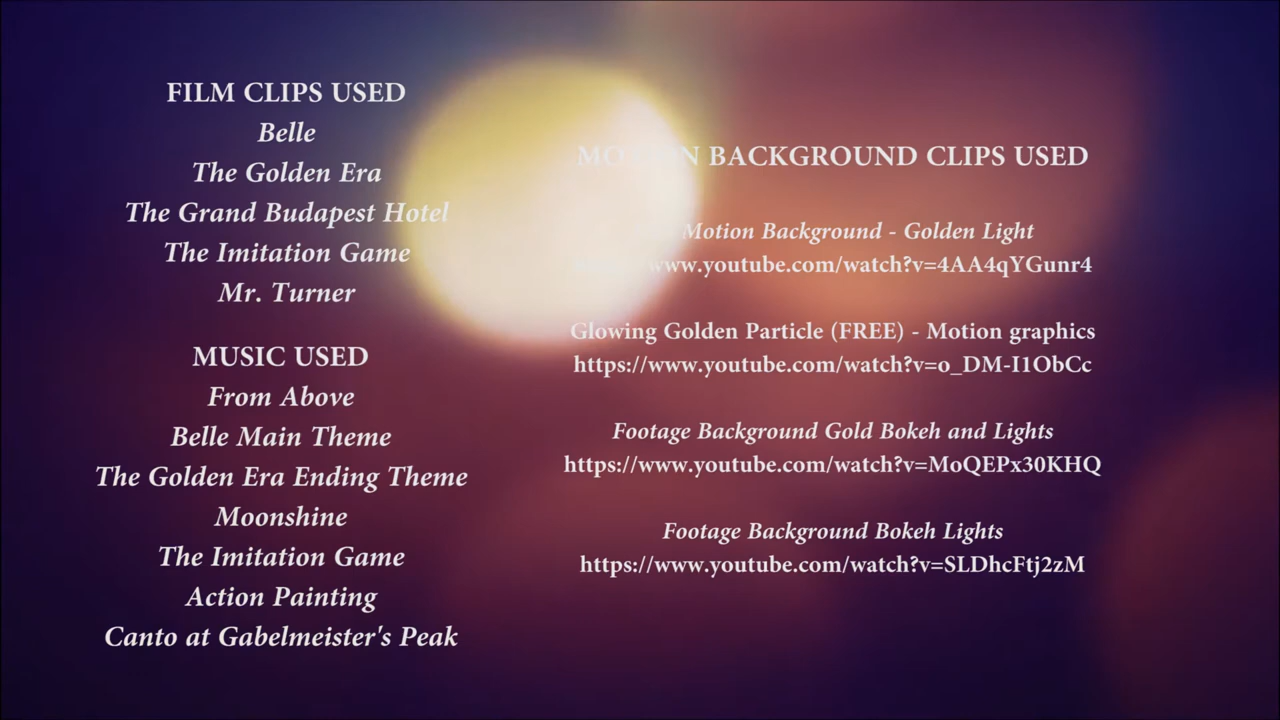 FILM CLIPS USED
Belle
The Golden Era
The Grand Budapest Hotel
The Imitation Game
Mr. Turner
MUSIC USED
From Above
Belle Main Theme
The Golden Era Ending Theme
Moonshine
The Imitation Game
Action Painting
Canto at Gabelmeister's Peak
MOTION BACKGROUND CLIPS USED
Motion Background - Golden Light
www.youtube.com/watch?v=4AA4qYGunr4
Glowing Golden Particle (FREE) - Motion graphics
https://www.youtube.com/watch?v=o_DM-I1ObCc
Footage Background Gold Bokeh and Lights
https://www.youtube.com/watch?v=MoQEPx30KHQ
Footage Background Bokeh Lights
https://www.youtube.com/watch?v=SLDhcFtj2zM